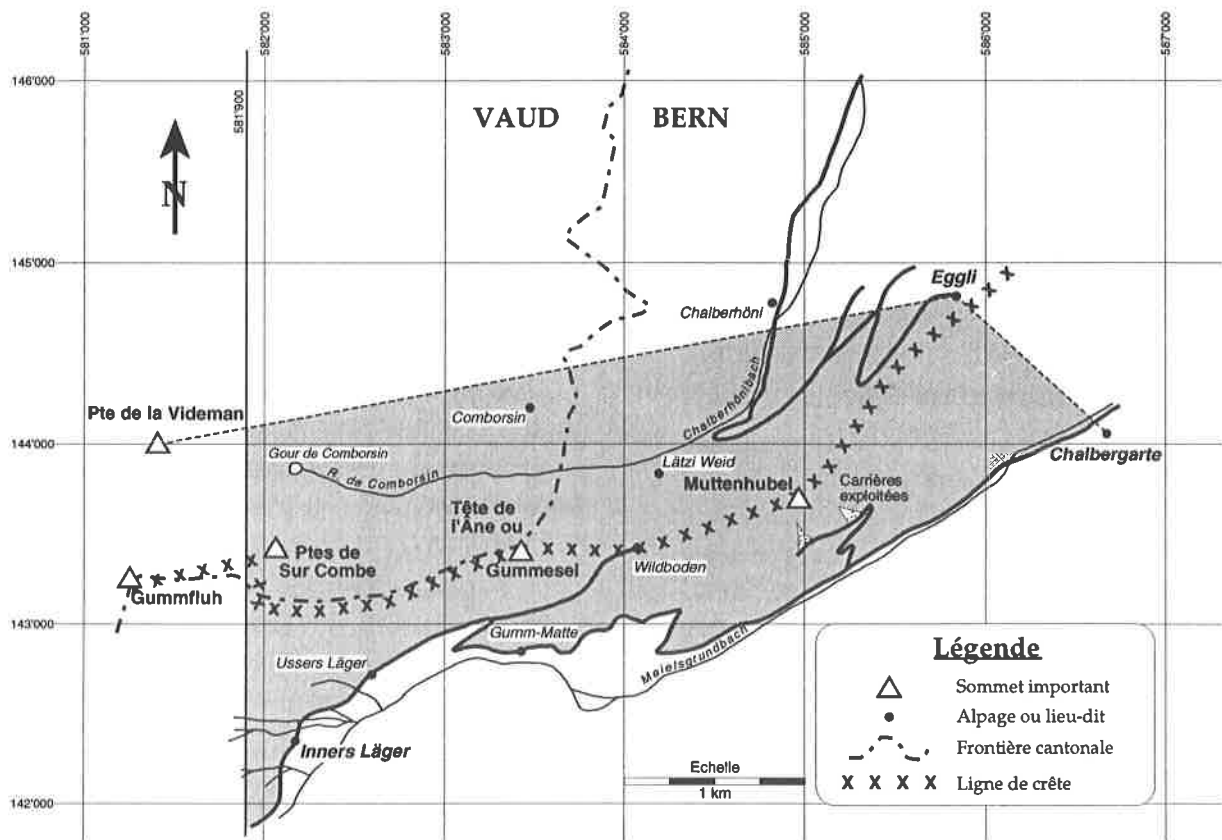 581'000
582'000
583'000
584'000
585'000
586'000
587'000
581'900
146'000
145'000
144'000
143'000
142'000
N
VAUD
BERN
Eggli
Chalberhöni
Pte de la Videman
Comborsin
Chalberhönibach
Gour de Comborsin
R. de Comborsin
Lätzi Weid
Chalbergarte
Muttenhubel
Carrières
exploitées
Tête de
l'Âne ou
Gummesel
Ptes de
Sur Combe
Wildboden
Gummfluh
Gumm-Matte
Meielsgrundbach
Ussers Läger
Inners Läger
Echelle
1 km
Légende
Sommet important
Alpage ou lieu-dit
Frontière cantonale
Ligne de crête